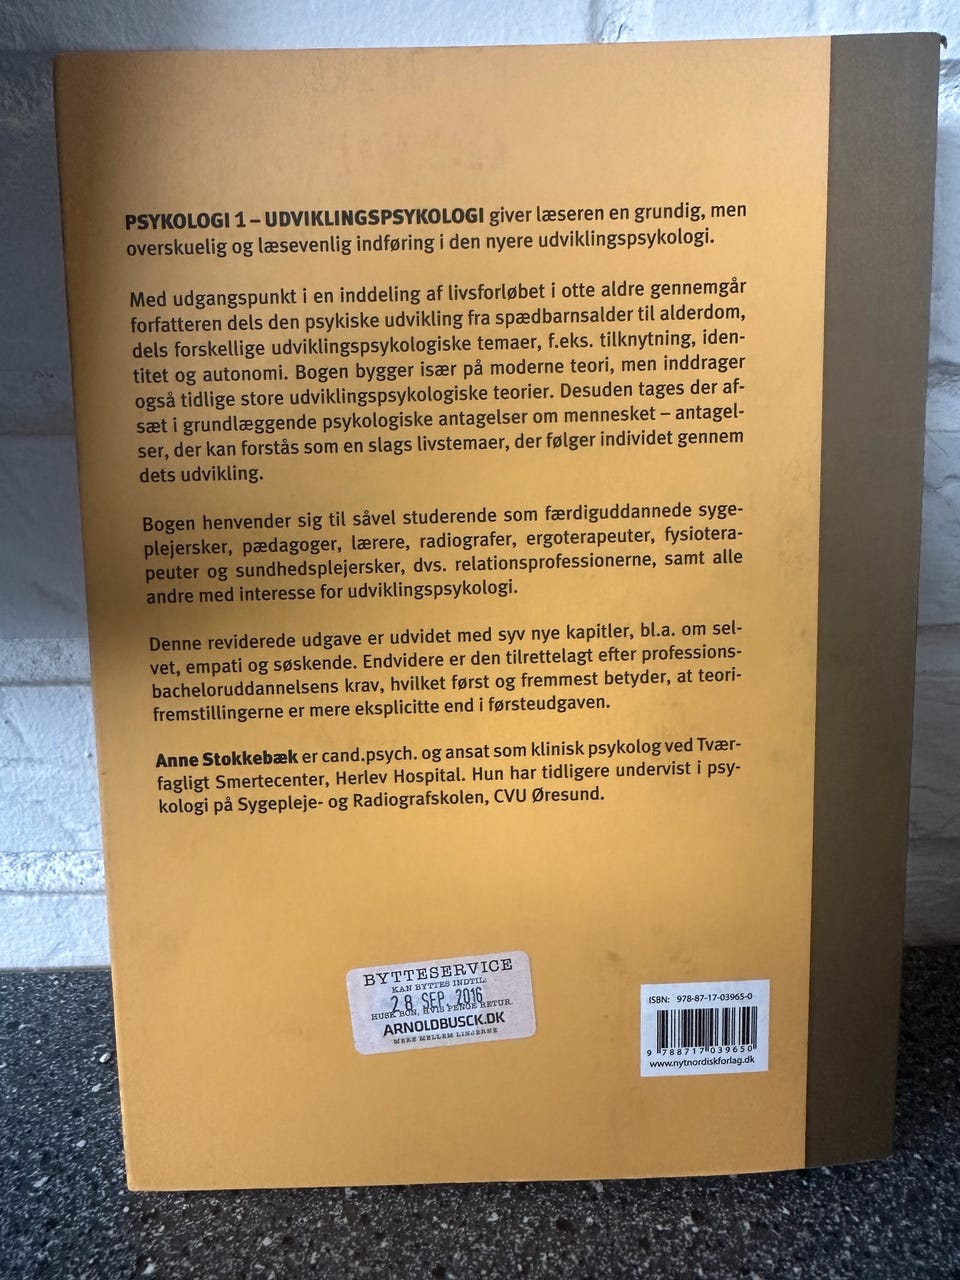 PSYKOLOGI 1 – UDVIKLINGSPSYKOLOGI giver læseren en grundig, men
overskuelig og læsevenlig indføring i den nyere udviklingspsykologi.
Med udgangspunkt i en inddeling af livsforløbet i otte aldre gennemgår
forfatteren dels den psykiske udvikling fra spædbarnsalder til alderdom,
dels forskellige udviklingspsykologiske temaer, f.eks. tilknytning, iden-
titet og autonomi. Bogen bygger især på moderne teori, men inddrager
også tidlige store udviklingspsykologiske teorier. Desuden tages der af-
sæt i grundlæggende psykologiske antagelser om mennesket – antagel-
ser, der kan forstås som en slags livstemaer, der følger individet gennem
dets udvikling.
Bogen henvender sig til såvel studerende som færdiguddannede syge-
plejersker, pædagoger, lærere, radiografer, ergoterapeuter, fysiotera-
peuter og sundhedsplejersker, dvs. relationsprofessionerne, samt alle
andre med interesse for udviklingspsykologi.
Denne reviderede udgave er udvidet med syv nye kapitler, bl.a. om sel-
vet, empati og søskende. Endvidere er den tilrettelagt efter professions-
bacheloruddannelsens krav, hvilket først og fremmest betyder, at teori-
fremstillingerne er mere eksplicitte end i førsteudgaven.
Anne Stokkebæk er cand.psych. og ansat som klinisk psykolog ved Tvær-
fagligt Smertecenter, Herlev Hospital. Hun har tidligere undervist i psy-
kologi på Sygepleje- og Radiografskolen, CVU Øresund.
BYTTESERVICE
KAN BYTTES INDTIL:
28 SEP 2016
HUSK BON, HVIS PENGE RETUR.
ARNOLDBUSCK.DK
MERE MELLEM LINJERNE
ISBN: 978-87-17-03965-0
9 788717 039650
www.nytnordiskforlag.dk